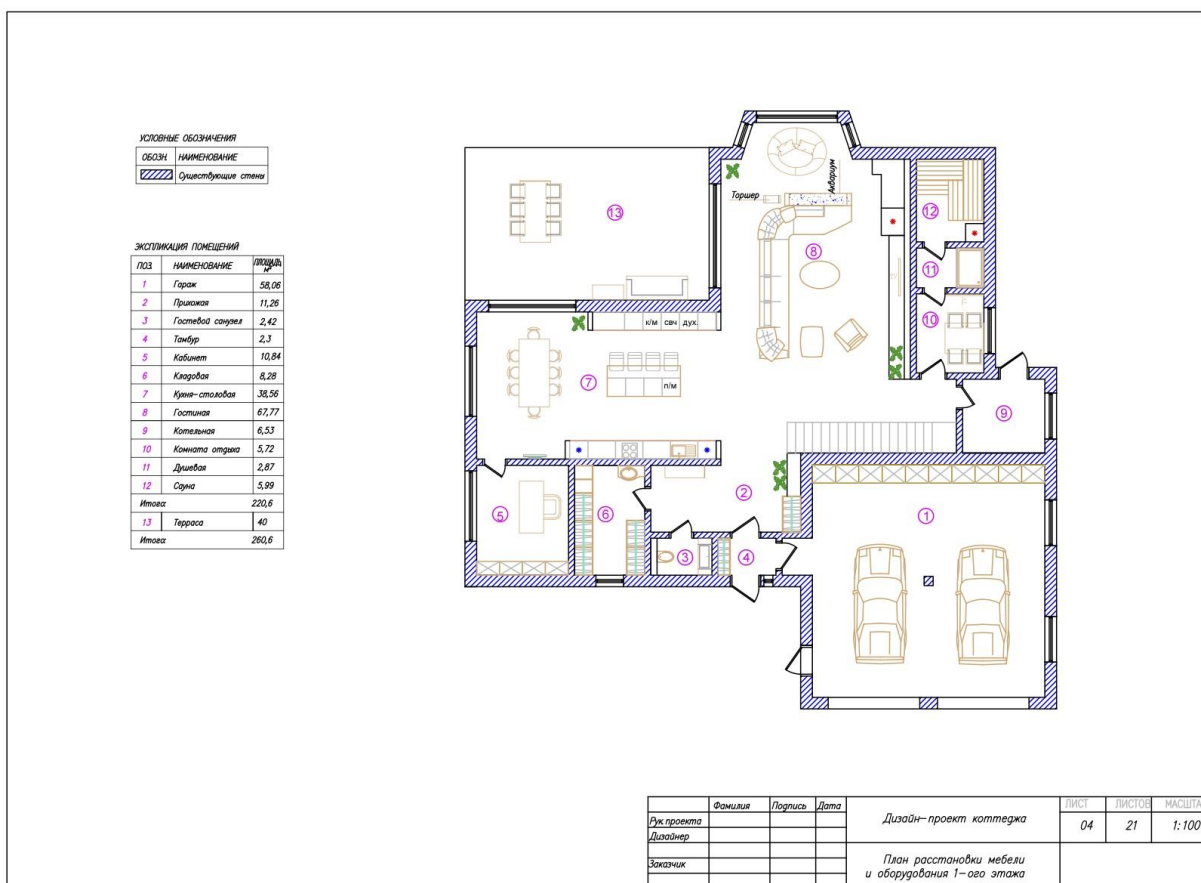 УСЛОВНЫЕ ОБОЗНАЧЕНИЯ
ОБОЗН. НАИМЕНОВАНИЕ
Существующие стены
ЭКСПЛИКАЦИЯ ПОМЕЩЕНИЙ
ПОЗ. НАИМЕНОВАНИЕ ПЛОЩАДЬ, м²
1 Гараж 58,06
2 Прихожая 11,26
3 Гостевой санузел 2,42
4 Тамбур 2,3
5 Кабинет 10,84
6 Кладовая 8,28
7 Кухня-столовая 38,56
8 Гостиная 67,77
9 Котельная 6,53
10 Комната отдыха 5,72
11 Душевая 2,87
12 Сауна 5,99
Итого: 220,6
13 Терраса 40
Итого: 260,6
Аквариум
Торшер
13
12
8
11
10
к/м свч дух.
7
п/м
9
2
5
6
1
3
4
Фамилия Подпись Дата
Рук.проекта
Дизайнер
Заказчик
Дизайн-проект коттеджа
План расстановки мебели
и оборудования 1-ого этажа
ЛИСТ ЛИСТОВ МАСШТА
04 21 1:100